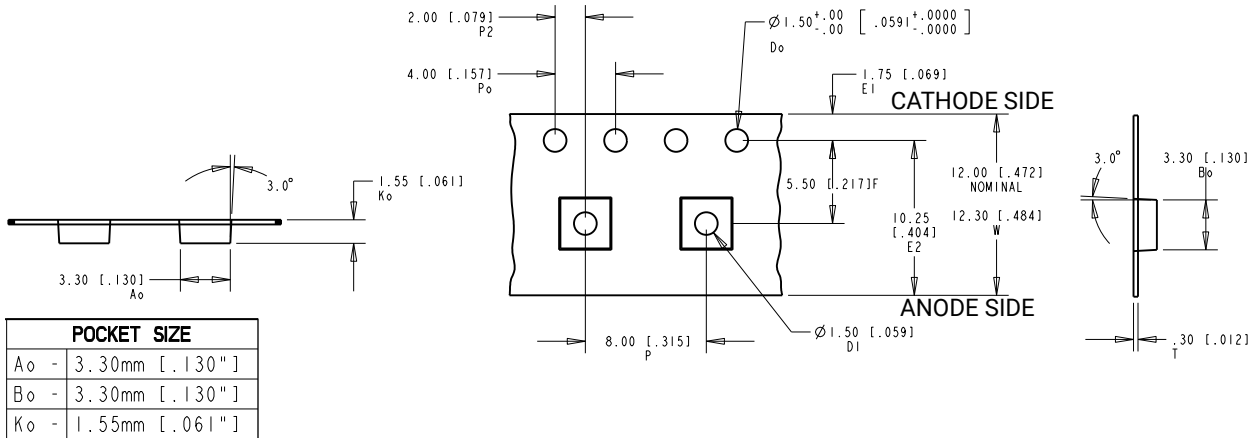 2.00 [.079]
P2
Ø1.50+.00 -.00 [ .0591+.0000 -.0000 ]
Do
4.00 [.157]
Po
1.75 [.069]
E1
CATHODE SIDE
3.0°
1.55 [.061]
Ko
3.30 [.130]
Ao
5.50 [.217]F
10.25
[.404]
E2
12.00 [.472]
NOMINAL
12.30 [.484]
W
3.0°
3.30 [.130]
Bo
ANODE SIDE
8.00 [.315]
P
Ø1.50 [.059]
D1
.30 [.012]
T
POCKET SIZE
Ao - 3.30mm [.130"]
Bo - 3.30mm [.130"]
Ko - 1.55mm [.061"]